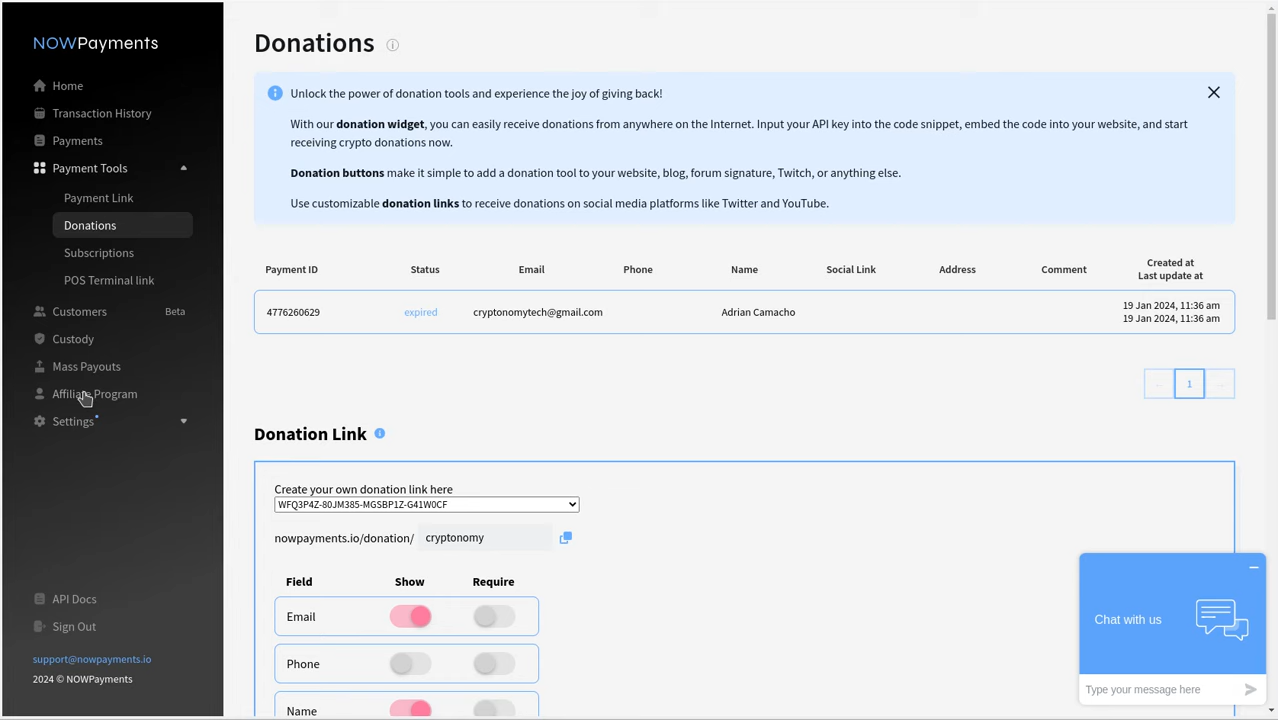 NOWPayments
Home
Transaction History
Payments
Payment Tools
Payment Link
Donations
Subscriptions
POS Terminal link
Customers Beta
Custody
Mass Payouts
Affiliate Program
Settings
API Docs
Sign Out
support@nowpayments.io
2024 © NOWPayments
Donations
Unlock the power of donation tools and experience the joy of giving back!
With our donation widget, you can easily receive donations from anywhere on the Internet. Input your API key into the code snippet, embed the code into your website, and start
receiving crypto donations now.
Donation buttons make it simple to add a donation tool to your website, blog, forum signature, Twitch, or anything else.
Use customizable donation links to receive donations on social media platforms like Twitter and YouTube.
Payment ID Status Email Phone Name Social Link Address Comment Created at
Last update at
4776260629 expired cryptonomytech@gmail.com Adrian Camacho 19 Jan 2024, 11:36 am
19 Jan 2024, 11:36 am
1
Donation Link
Create your own donation link here
WFQ3P4Z-80JM385-MGSBP1Z-G41W0CF
nowpayments.io/donation/ cryptonomy
Field Show Require
Email
Phone
Name
Chat with us
Type your message here